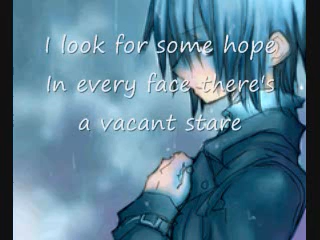 I look for some hope
In every face there's
a vacant stare